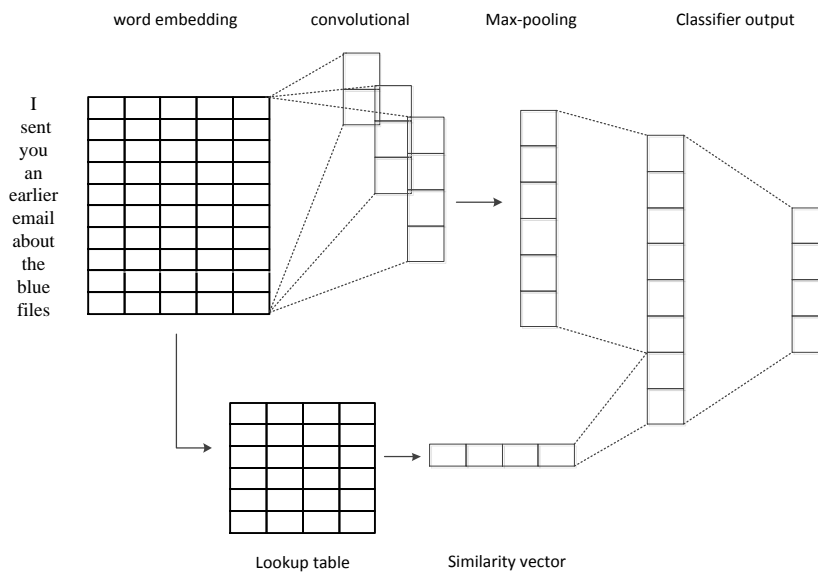 word embedding
convolutional
Max-pooling
Classifier output
I
sent
you
an
earlier
email
about
the
blue
files
Lookup table
Similarity vector